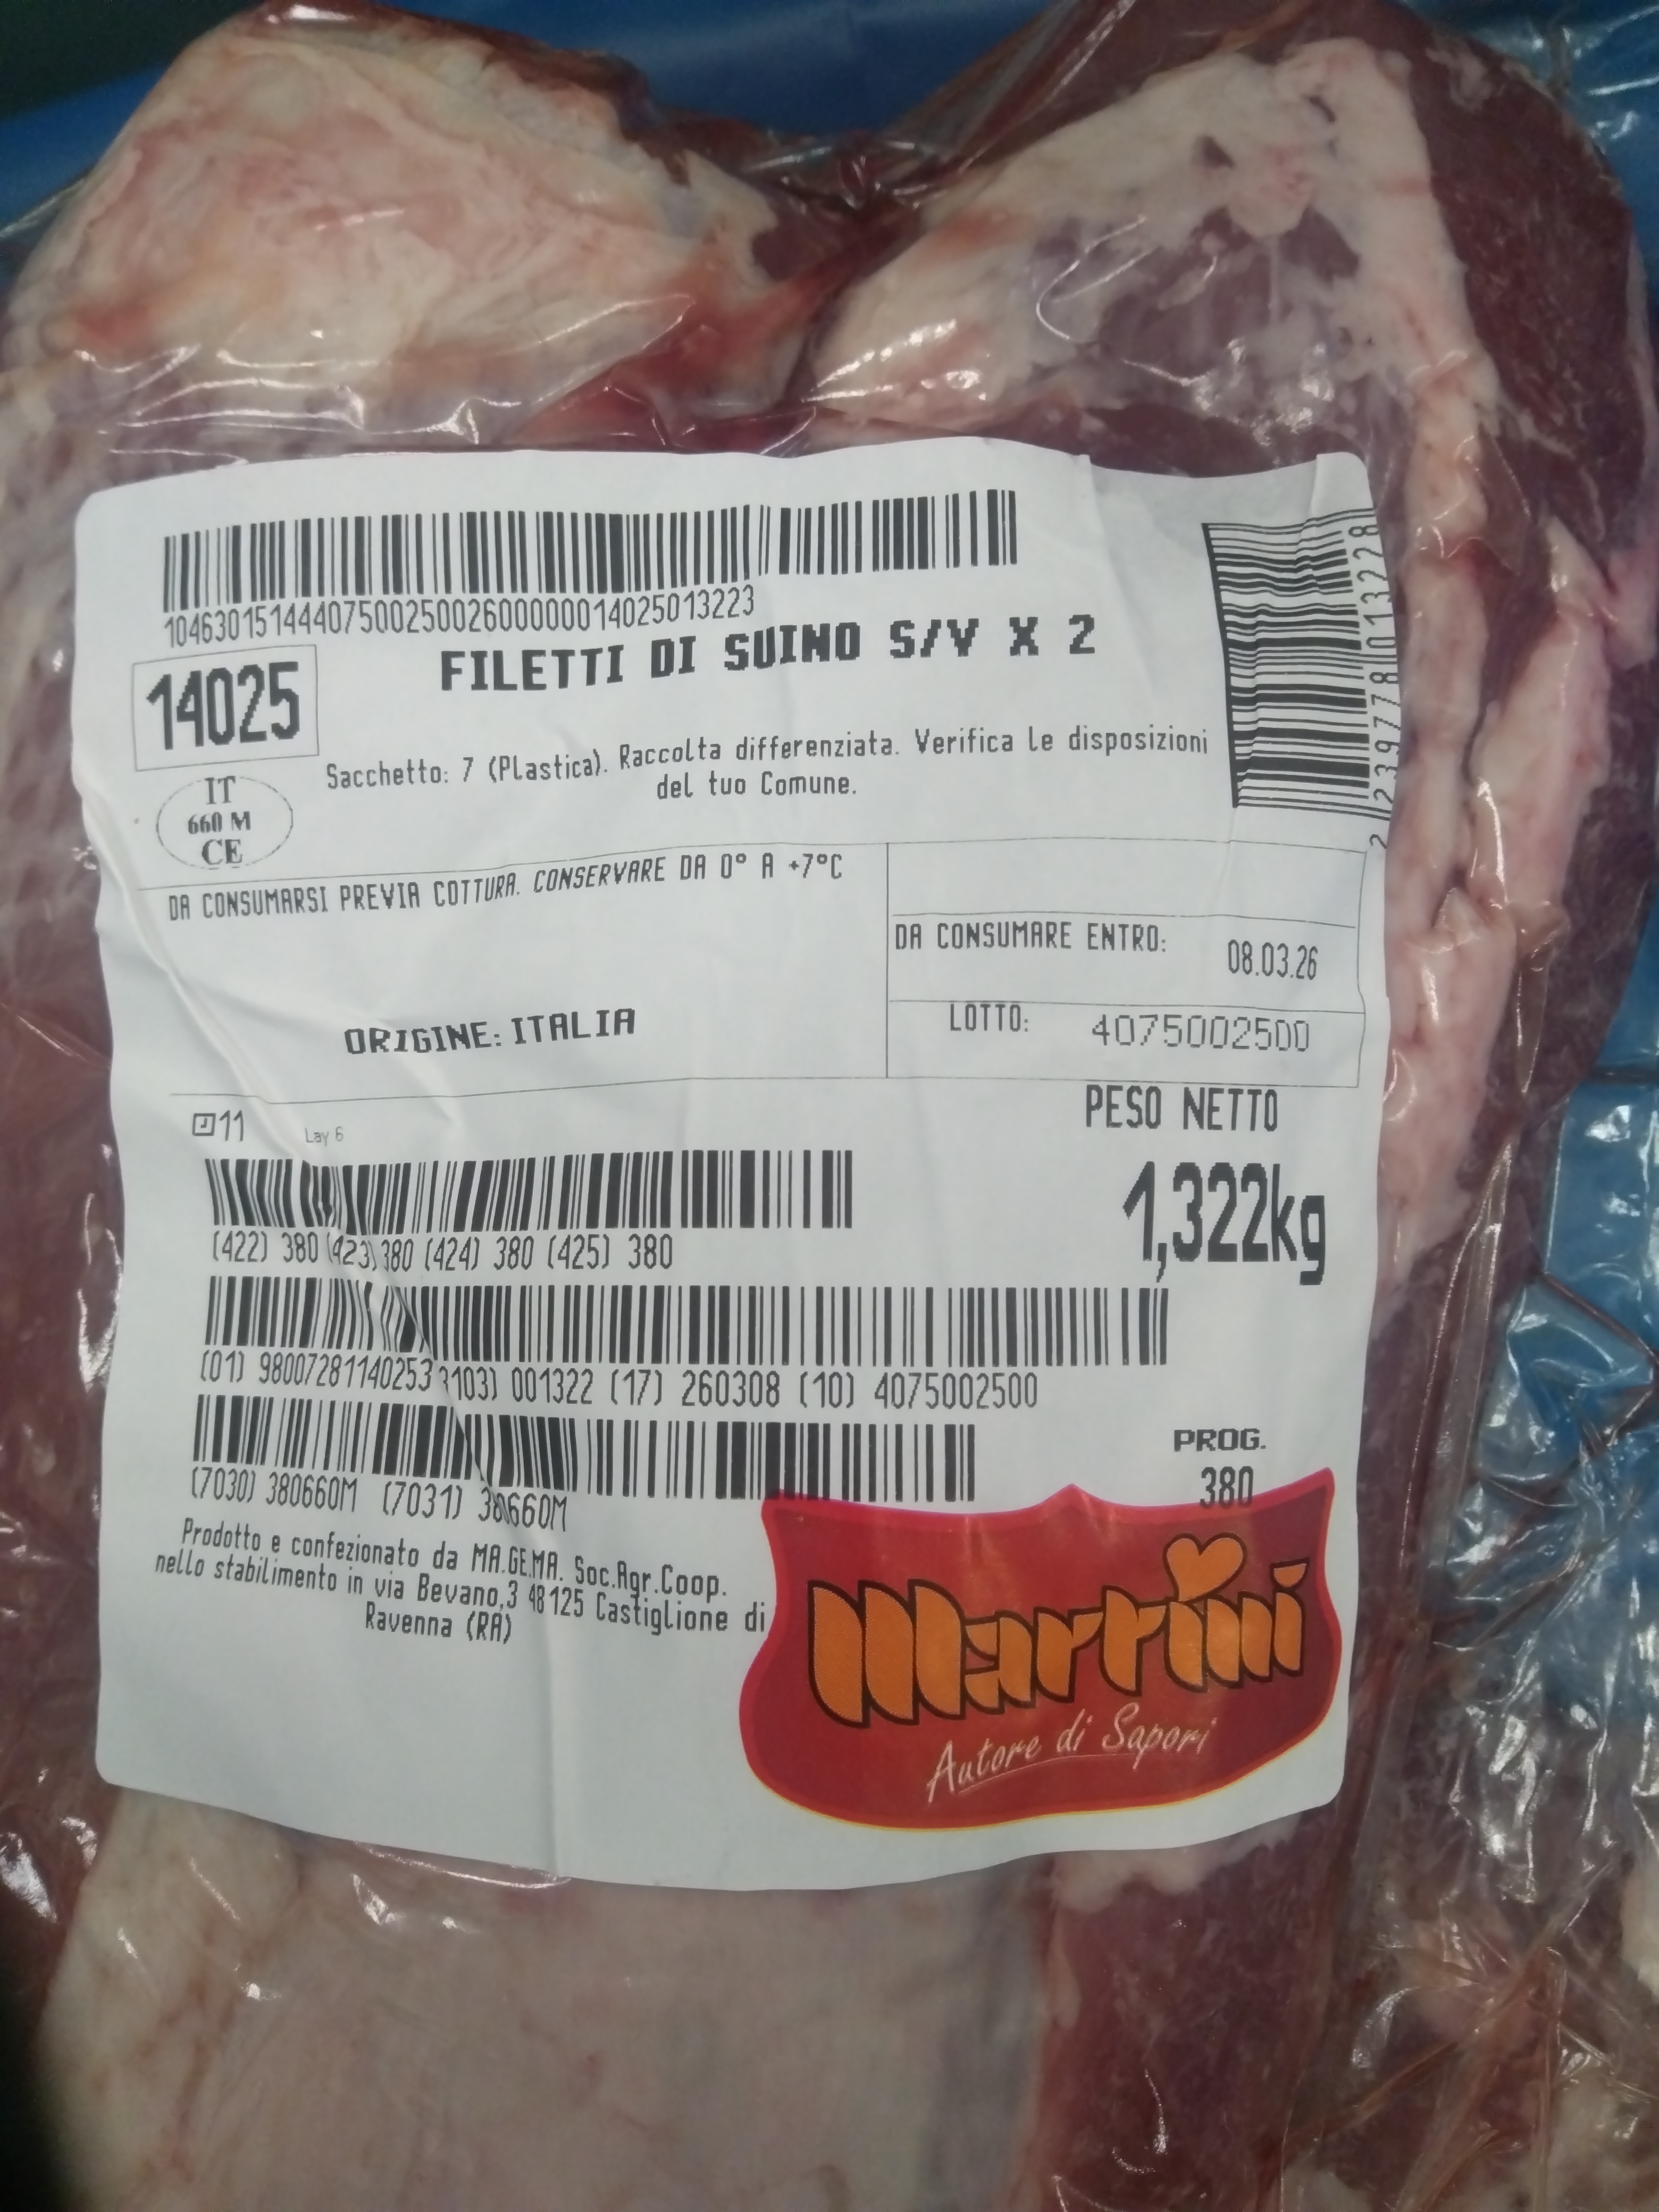 10463015144407500250026000000014025013223
FILETTI DI SUINO S/V X 2
14025
Sacchetto: 7 (Plastica). Raccolta differenziata. Verifica le disposizioni
del tuo Comune.
2397780013228
IT
660 M
CE
DA CONSUMARSI PREVIA COTTURA. CONSERVARE DA 0° A +7°C
DA CONSUMARE ENTRO: 08.03.26
ORIGINE: ITALIA
LOTTO: 4075002500
11 Lay 6
PESO NETTO
1,322kg
(422) 380 (423) 380 (424) 380 (425) 380
(01) 98007281140253 3103) 001322 (17) 260308 (10) 4075002500
PROG.
380
(7030) 380660M (7031) 380660M
Prodotto e confezionato da MA.GE.MA. Soc.Agr.Coop.
nello stabilimento in via Bevano,3 48125 Castiglione di
Ravenna (RA)
Martini
Autore di Sapori